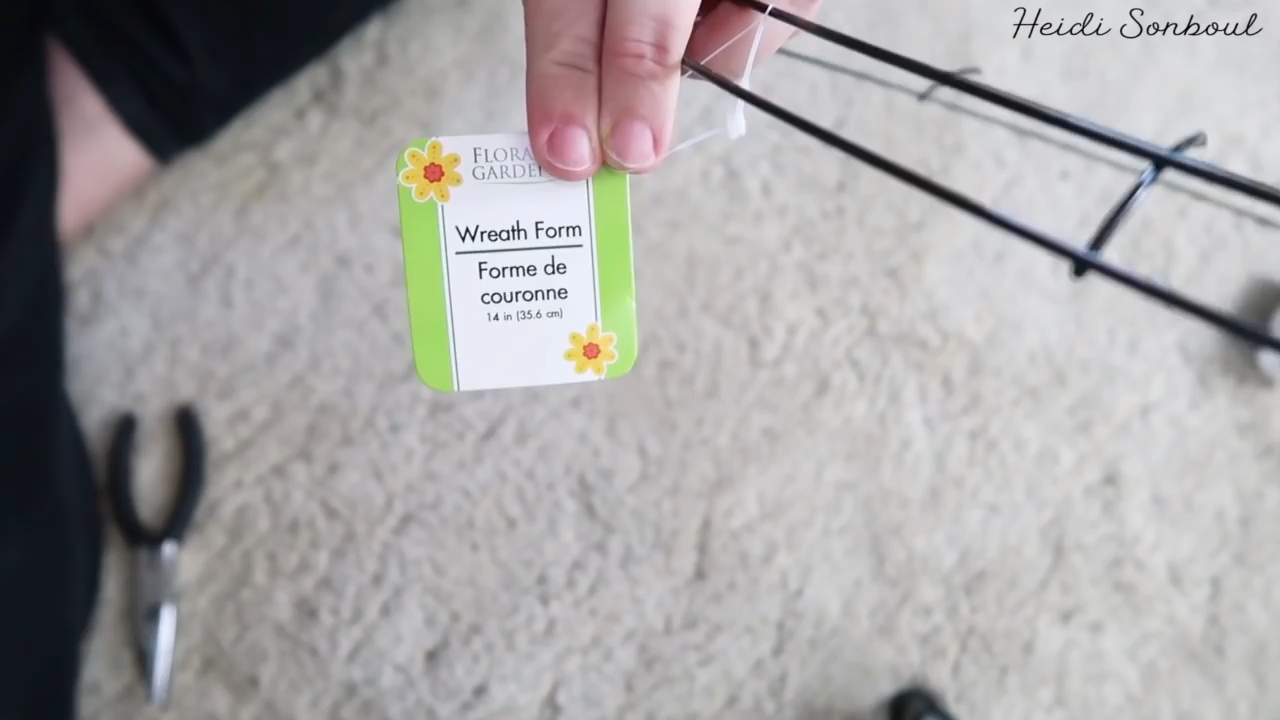 Heidi Sonboul
Wreath Form
Forme de
couronne
14 in (35.6 cm)